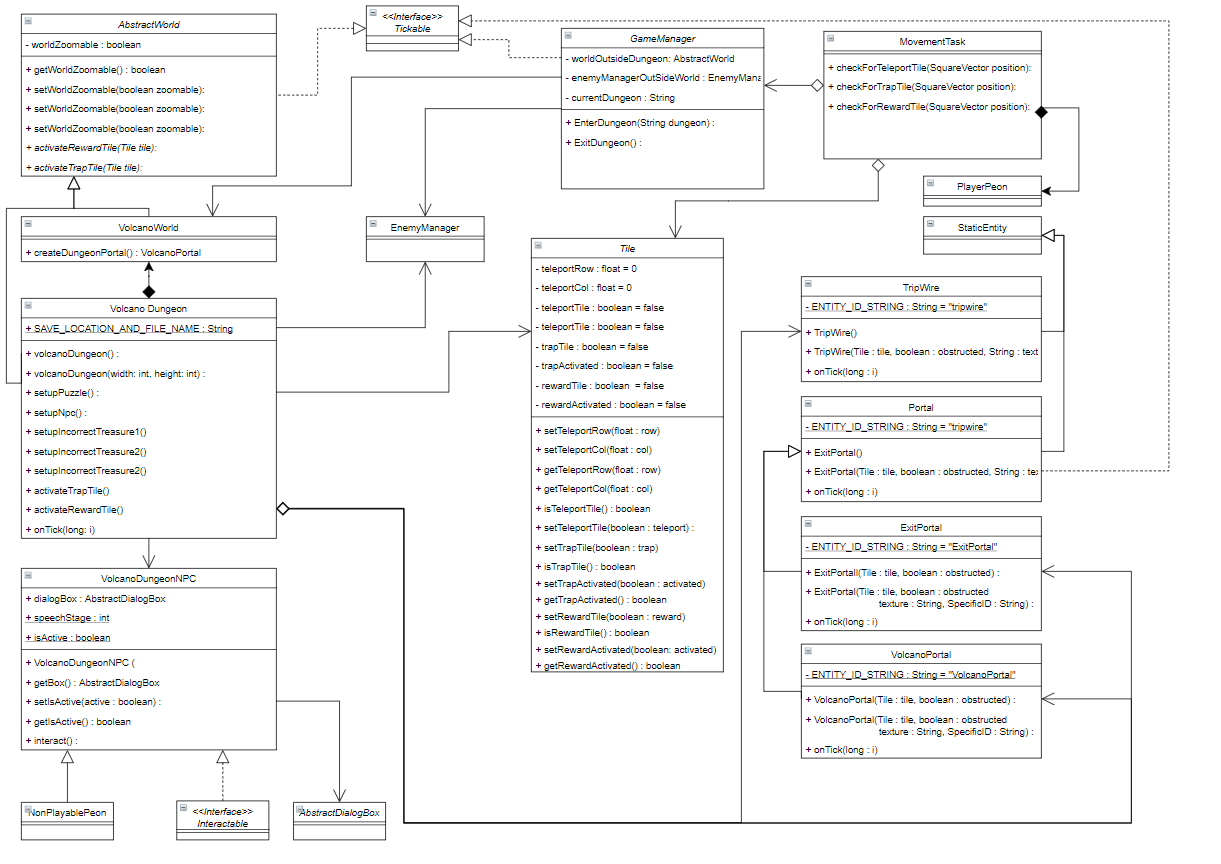 AbstractWorld
- worldZoomable : boolean
+ getWorldZoomable() : boolean
+ setWorldZoomable(boolean zoomable):
+ setWorldZoomable(boolean zoomable):
+ setWorldZoomable(boolean zoomable):
+ activateRewardTile(Tile tile):
+ activateTrapTile(Tile tile):
<<Interface>>
Tickable
GameManager
- worldOutsideDungeon: AbstractWorld
- enemyManagerOutSideWorld : EnemyMana
- currentDungeon : String
+ EnterDungeon(String dungeon) :
+ ExitDungeon() :
MovementTask
+ checkForTeleportTile(SquareVector position):
+ checkForTrapTile(SquareVector position):
+ checkForRewardTile(SquareVector position):
PlayerPeon
StaticEntity
VolcanoWorld
+ createDungeonPortal() : VolcanoPortal
EnemyManager
Volcano Dungeon
+ SAVE_LOCATION_AND_FILE_NAME : String
+ volcanoDungeon() :
+ volcanoDungeon(width: int, height: int) :
+ setupPuzzle() :
+ setupNpc() :
+ setupIncorrectTreasure1()
+ setupIncorrectTreasure2()
+ setupIncorrectTreasure2()
+ activateTrapTile()
+ activateRewardTile()
+ onTick(long: i)
Tile
- teleportRow : float = 0
- teleportCol : float = 0
- teleportTile : boolean = false
- teleportTile : boolean = false
- trapTile : boolean = false
- trapActivated : boolean = false
- rewardTile : boolean  = false
- rewardActivated : boolean = false
+ setTeleportRow(float : row)
+ setTeleportCol(float : col)
+ getTeleportRow(float : row)
+ getTeleportCol(float : col)
+ isTeleportTile() : boolean
+ setTeleportTile(boolean : teleport) :
+ setTrapTile(boolean : trap)
+ isTrapTile() : boolean
+ setTrapActivated(boolean : activated)
+ getTrapActivated() : boolean
+ setRewardTile(boolean : reward)
+ isRewardTile() : boolean
+ setRewardActivated(boolean: activated)
+ getRewardActivated() : boolean
TripWire
- ENTITY_ID_STRING : String = "tripwire"
+ TripWire()
+ TripWire(Tile : tile, boolean : obstructed, String : text
+ onTick(long : i)
Portal
- ENTITY_ID_STRING : String = "tripwire"
+ ExitPortal()
+ ExitPortal(Tile : tile, boolean : obstructed, String : te
+ onTick(long : i)
ExitPortal
- ENTITY_ID_STRING : String = "ExitPortal"
+ ExitPortall(Tile : tile, boolean : obstructed) :
+ ExitPortal(Tile : tile, boolean : obstructed
texture : String, SpecificID : String) :
+ onTick(long : i)
VolcanoPortal
- ENTITY_ID_STRING : String = "VolcanoPortal"
+ VolcanoPortal(Tile : tile, boolean : obstructed) :
+ VolcanoPortal(Tile : tile, boolean : obstructed
texture : String, SpecificID : String) :
+ onTick(long : i)
VolcanoDungeonNPC
+ dialogBox : AbstractDialogBox
+ speechStage : int
+ isActive : boolean
+ VolcanoDungeonNPC (
+ getBox() : AbstractDialogBox
+ setIsActive(active : boolean) :
+ getIsActive() : boolean
+ interact() :
NonPlayablePeon
<<Interface>>
Interactable
AbstractDialogBox